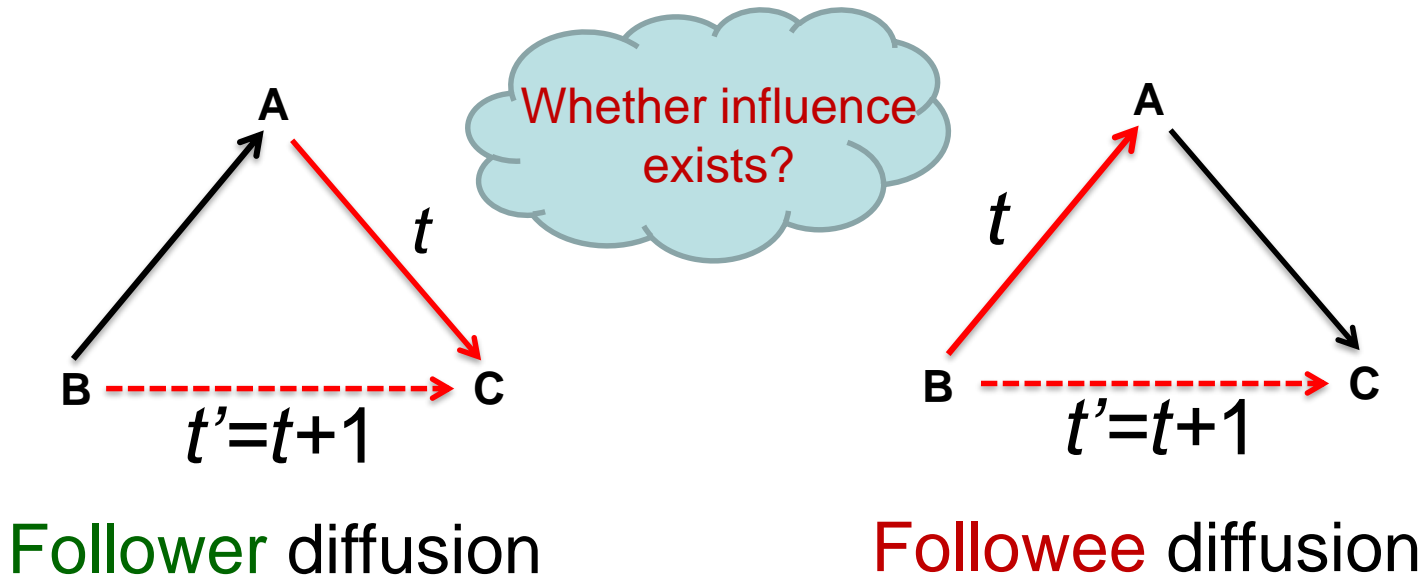 Whether influence
exists?
A
t
B
C
t’=t+1
Follower diffusion
A
t
B
C
t’=t+1
Followee diffusion